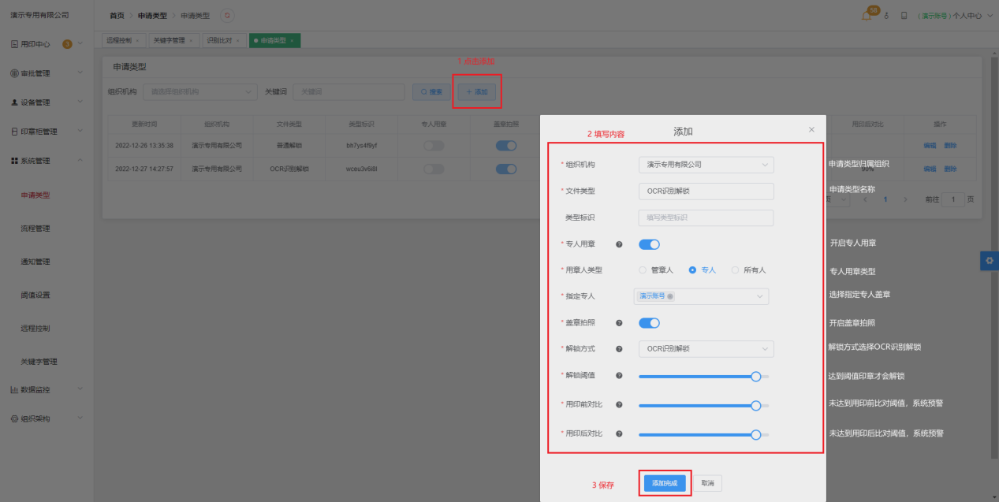 演示专用有限公司
首页 > 申请类型 > 申请类型
58
(演示账号)个人中心
用印中心 3
审批管理
设备管理
印章柜管理
系统管理
申请类型
流程管理
通知管理
阈值设置
远程控制
关键字管理
数据监控
组织架构
远程控制 × 关键字管理 × 识别比对 × 申请类型 ×
申请类型
1 点击添加
组织机构 请选择组织机构 关键词 关键词 搜索 + 添加
更新时间 组织机构 文件类型 类型标识 专人用章 盖章拍照 用印后对比 操作
2022-12-26 13:35:38 演示专用有限公司 普通解锁 bh7ys4f9yf 编辑 删除
2022-12-27 14:27:57 演示专用有限公司 OCR识别解锁 wceu3v6i8l 90% 编辑 删除
页 < 1 > 前往 1 页
2 填写内容
添加 ×
* 组织机构 演示专用有限公司 申请类型归属组织
* 文件类型 OCR识别解锁 申请类型名称
类型标识 填写类型标识
* 专人用章 开启专人用章
* 用章人类型 管章人 专人 所有人 专人用章类型
* 指定专人 演示账号 选择指定专人盖章
* 盖章拍照 开启盖章拍照
* 解锁方式 OCR识别解锁 解锁方式选择OCR识别解锁
* 解锁阈值 达到阈值印章才会解锁
* 用印前对比 未达到用印前比对阈值，系统预警
* 用印后对比 未达到用印后比对阈值，系统预警
3 保存 添加完成 取消